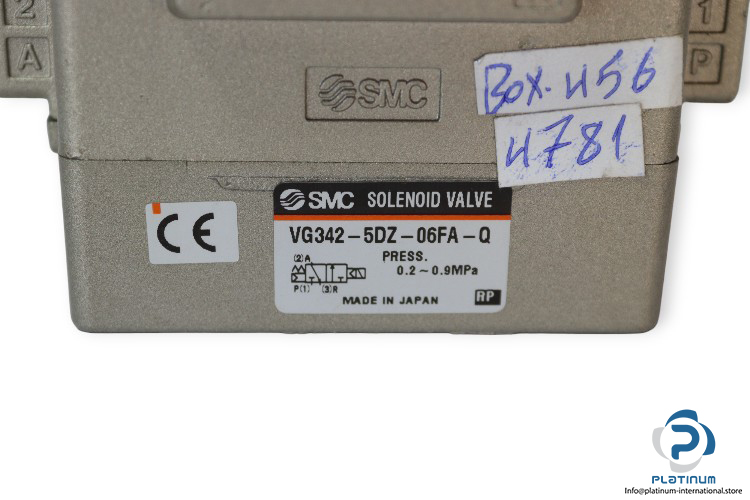 2
A
1
P
SMC
BOX. 456
4781
CE
SMC SOLENOID VALVE
VG342-5DZ-06FA-Q
PRESS.
0.2~0.9MPa
(2)A
P(1) (3)R
MADE IN JAPAN
RP
P
PLATINUM
Info@platinum-international.store